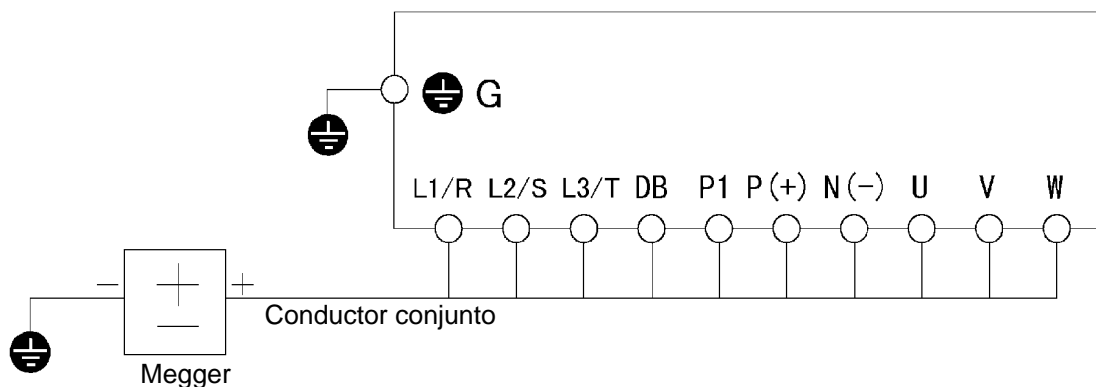 G
L1/R L2/S L3/T DB P1 P(+) N(-) U V W
− + + −
Conductor conjunto
Megger